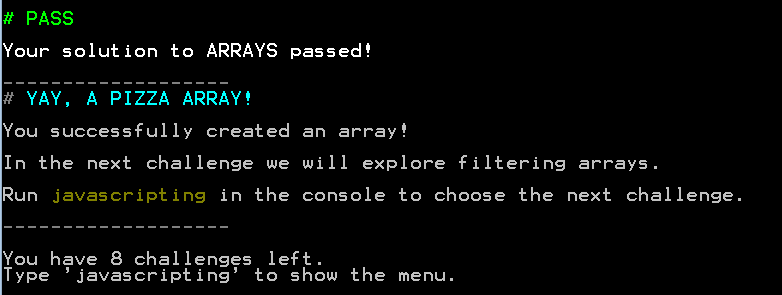 # PASS
Your solution to ARRAYS passed!
-------------------
# YAY, A PIZZA ARRAY!
You successfully created an array!
In the next challenge we will explore filtering arrays.
Run javascripting in the console to choose the next challenge.
-------------------
You have 8 challenges left.
Type 'javascripting' to show the menu.